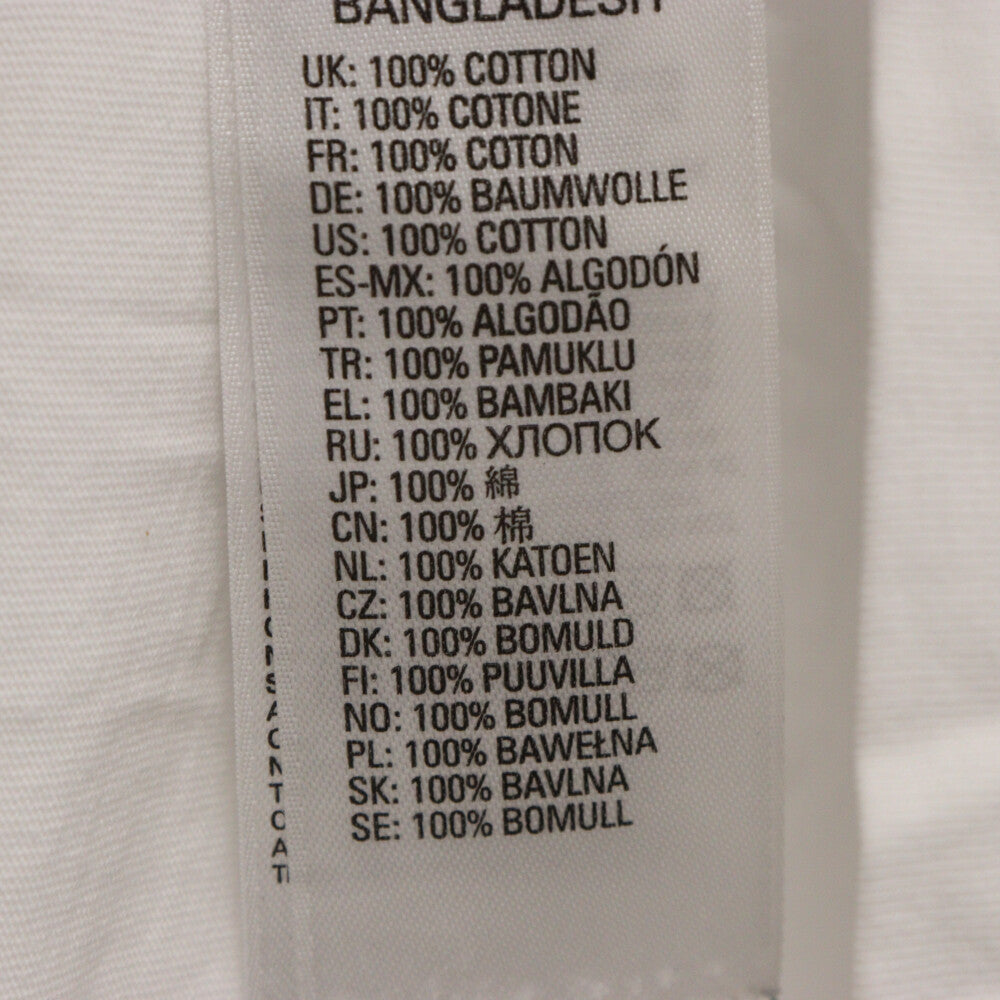 BANGLADESH
UK: 100% COTTON
IT: 100% COTONE
FR: 100% COTON
DE: 100% BAUMWOLLE
US: 100% COTTON
ES-MX: 100% ALGODÓN
PT: 100% ALGODÃO
TR: 100% PAMUKLU
EL: 100% BAMBAKI
RU: 100% ХЛОПОК
JP: 100% 綿
CN: 100% 棉
NL: 100% KATOEN
CZ: 100% BAVLNA
DK: 100% BOMULD
FI: 100% PUUVILLA
NO: 100% BOMULL
PL: 100% BAWEŁNA
SK: 100% BAVLNA
SE: 100% BOMULL